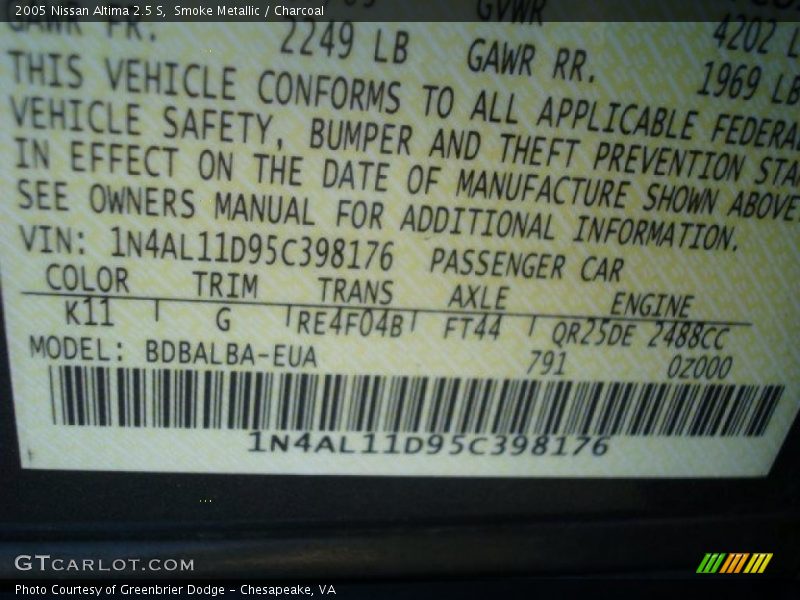 2005 Nissan Altima 2.5 S, Smoke Metallic / Charcoal
GVWR 4202 L
GAWR FR. 2249 LB GAWR RR. 1969 LB
THIS VEHICLE CONFORMS TO ALL APPLICABLE FEDERA
VEHICLE SAFETY, BUMPER AND THEFT PREVENTION STA
IN EFFECT ON THE DATE OF MANUFACTURE SHOWN ABOVE.
SEE OWNERS MANUAL FOR ADDITIONAL INFORMATION.
VIN: 1N4AL11D95C398176 PASSENGER CAR
COLOR TRIM TRANS AXLE ENGINE
K11 G RE4F04B FT44 QR25DE 2488CC
MODEL: BDBALBA-EUA 791 0Z000
1N4AL11D95C398176
GTCARLOT.COM
Photo Courtesy of Greenbrier Dodge - Chesapeake, VA